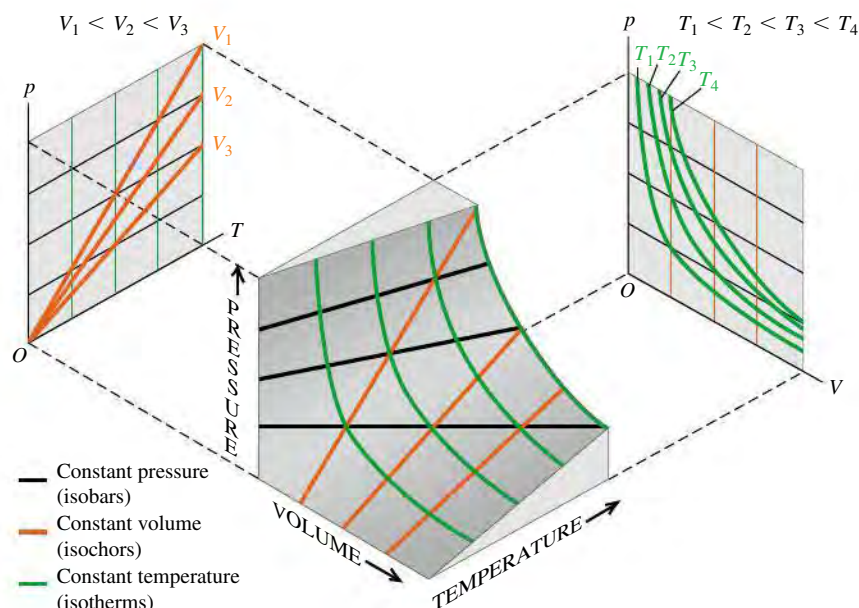 V₁ < V₂ < V₃
V₁
V₂
V₃
p
T
O
p
T₁ < T₂ < T₃ < T₄
T₁ T₂ T₃
T₄
O
V
PRESSURE
VOLUME
TEMPERATURE
Constant pressure
(isobars)
Constant volume
(isochors)
Constant temperature
(isotherms)